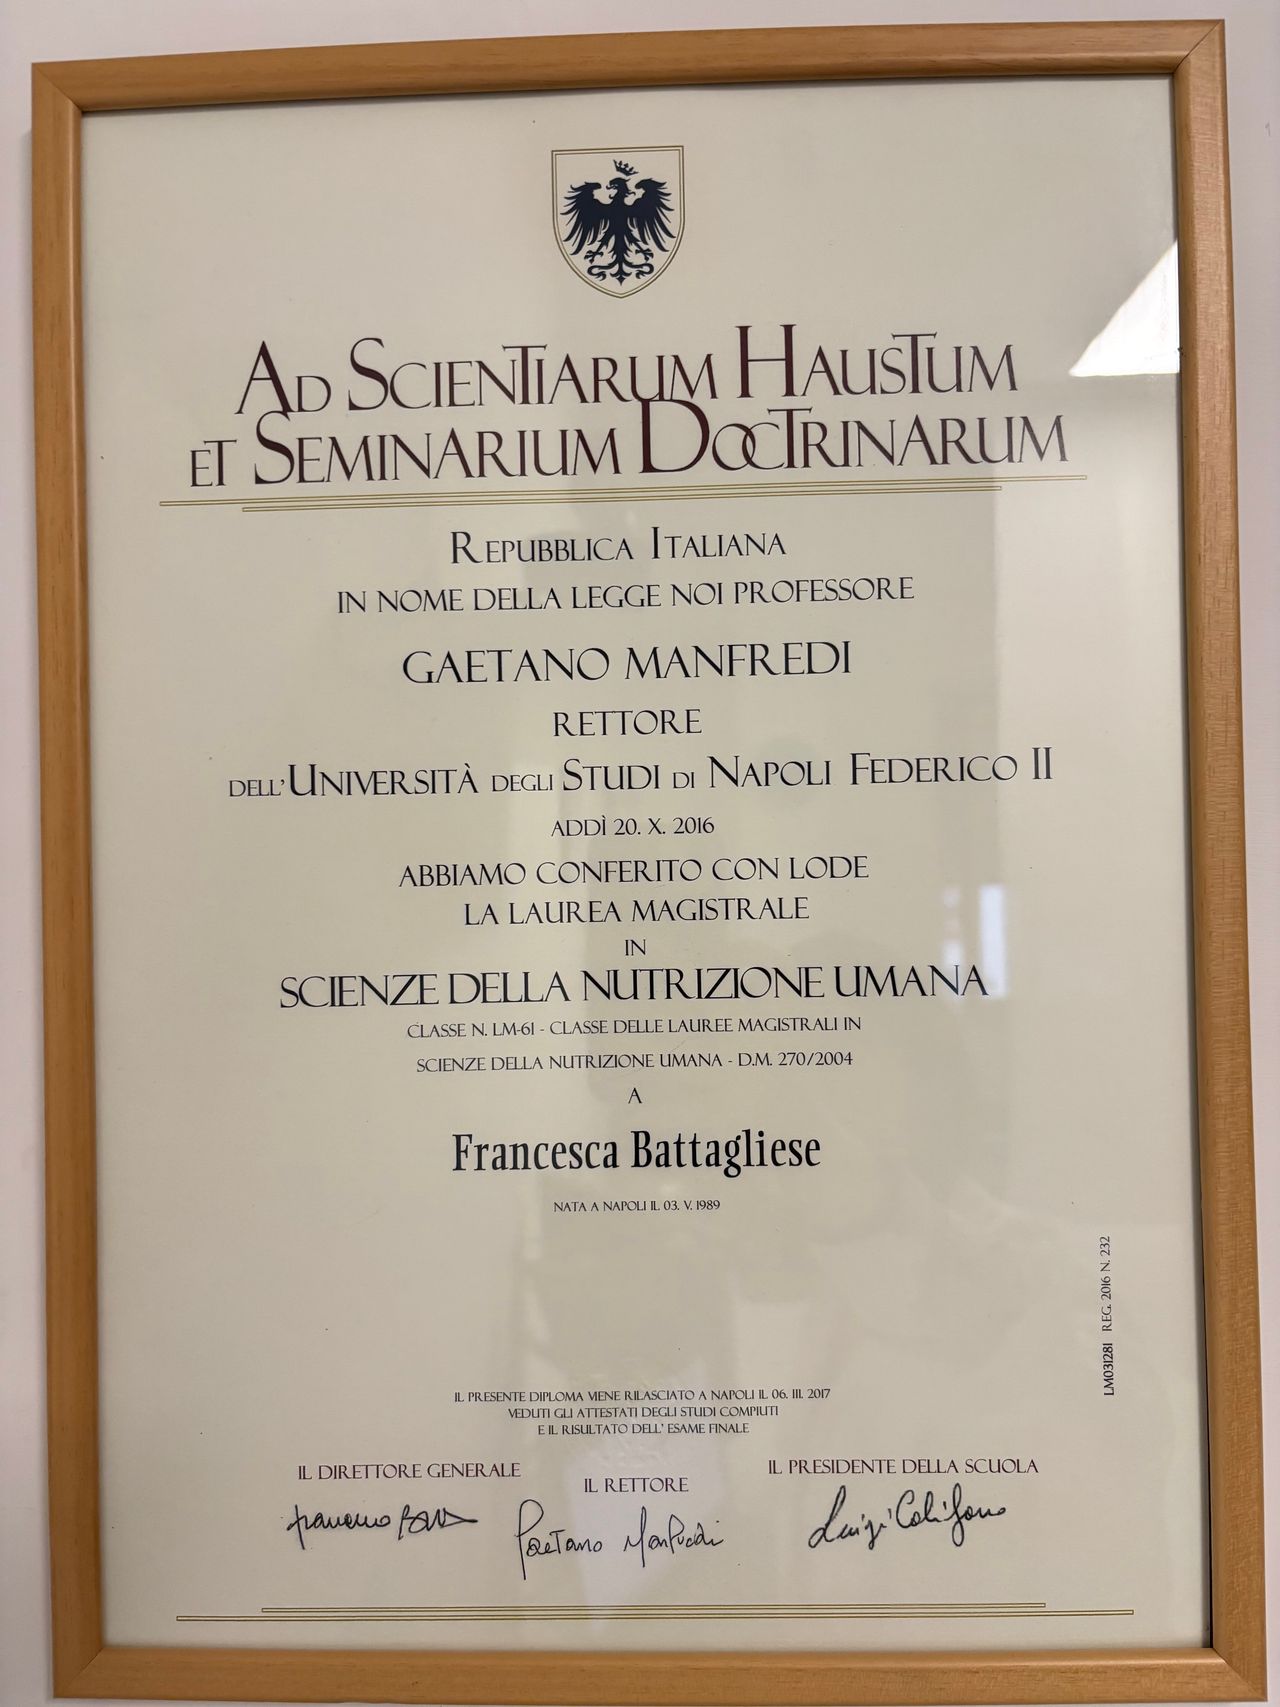 Ad Scientiarum Haustum
et Seminarium Doctrinarum
Repubblica Italiana
IN NOME DELLA LEGGE NOI PROFESSORE
GAETANO MANFREDI
RETTORE
DELL'UNIVERSITÀ DEGLI STUDI DI NAPOLI FEDERICO II
ADDÌ 20. X. 2016
ABBIAMO CONFERITO CON LODE
LA LAUREA MAGISTRALE
IN
SCIENZE DELLA NUTRIZIONE UMANA
CLASSE N. LM-61 - CLASSE DELLE LAUREE MAGISTRALI IN
SCIENZE DELLA NUTRIZIONE UMANA - D.M. 270/2004
A
Francesca Battagliese
NATA A NAPOLI IL 03. V. 1989
LM031281 REG. 2016 N. 232
IL PRESENTE DIPLOMA VIENE RILASCIATO A NAPOLI IL 06. III. 2017
VEDUTI GLI ATTESTATI DEGLI STUDI COMPIUTI
E IL RISULTATO DELL' ESAME FINALE
IL DIRETTORE GENERALE
IL RETTORE
IL PRESIDENTE DELLA SCUOLA
Gaetano Manfredi
Luigi Califano